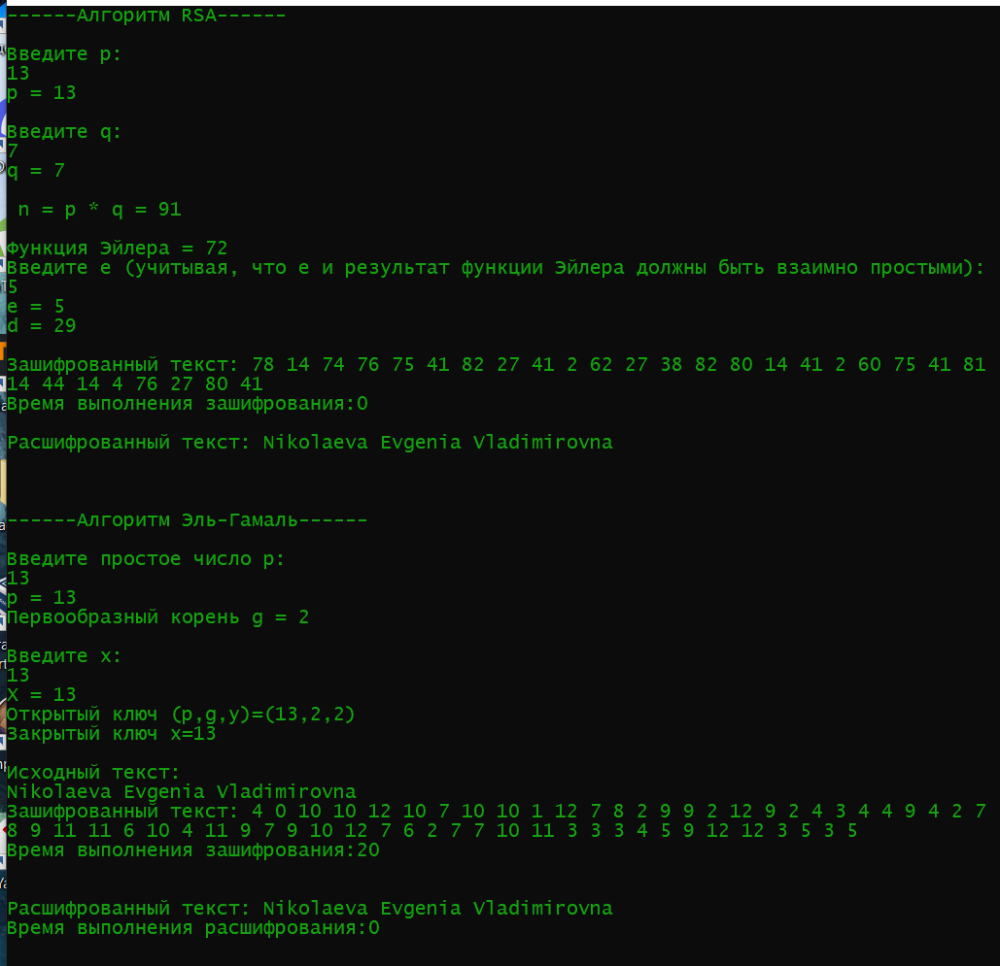 ------Алгоритм RSA------
Введите p:
13
p = 13
Введите q:
7
q = 7
n = p * q = 91
Функция Эйлера = 72
Введите e (учитывая, что e и результат функции Эйлера должны быть взаимно простыми):
5
e = 5
d = 29
Зашифрованный текст: 78 14 74 76 75 41 82 27 41 2 62 27 38 82 80 14 41 2 60 75 41 81
14 44 14 4 76 27 80 41
Время выполнения зашифрования:0
Расшифрованный текст: Nikolaeva Evgenia Vladimirovna
------Алгоритм Эль-Гамаль------
Введите простое число p:
13
p = 13
Первообразный корень g = 2
Введите x:
13
X = 13
Открытый ключ (p,g,y)=(13,2,2)
Закрытый ключ x=13
Исходный текст:
Nikolaeva Evgenia Vladimirovna
Зашифрованный текст: 4 0 10 10 12 10 7 10 10 1 12 7 8 2 9 9 2 12 9 2 4 3 4 4 9 4 2 7
8 9 11 11 6 10 4 11 9 7 9 10 12 7 6 2 7 7 10 11 3 3 3 4 5 9 12 12 3 5 3 5
Время выполнения зашифрования:20
Расшифрованный текст: Nikolaeva Evgenia Vladimirovna
Время выполнения расшифрования:0